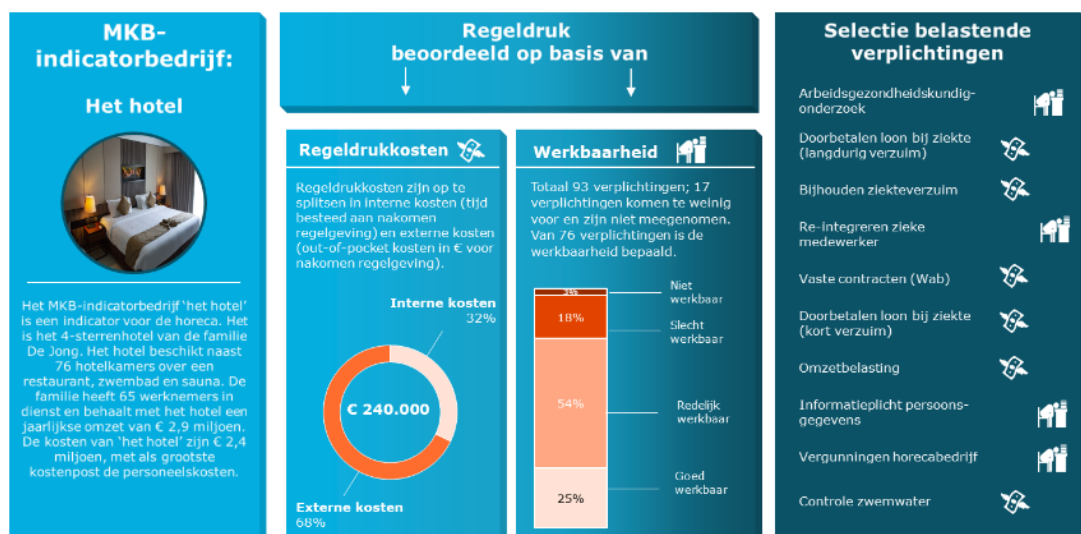 MKB-
indicatorbedrijf:
Het hotel
Het MKB-indicatorbedrijf 'het hotel'
is een indicator voor de horeca. Het
is het 4-sterrenhotel van de familie
De Jong. Het hotel beschikt naast
76 hotelkamers over een
restaurant, zwembad en sauna. De
familie heeft 65 werknemers in
dienst en behaalt met het hotel een
jaarlijkse omzet van € 2,9 miljoen.
De kosten van 'het hotel' zijn € 2,4
miljoen, met als grootste
kostenpost de personeelskosten.
Regeldruk
beoordeeld op basis van
Regeldrukkosten
Regeldrukkosten zijn op te
splitsen in interne kosten (tijd
besteed aan nakomen
regelgeving) en externe kosten
(out-of-pocket kosten in € voor
nakomen regelgeving).
Interne kosten
32%
€ 240.000
Externe kosten
68%
Werkbaarheid
Totaal 93 verplichtingen; 17
verplichtingen komen te weinig
voor en zijn niet meegenomen.
Van 76 verplichtingen is de
werkbaarheid bepaald.
Niet
werkbaar
18%
Slecht
werkbaar
54%
Redelijk
werkbaar
25%
Goed
werkbaar
Selectie belastende
verplichtingen
Arbeidsgezondheidskundig-
onderzoek
Doorbetalen loon bij ziekte
(langdurig verzuim)
Bijhouden ziekteverzuim
Re-integreren zieke
medewerker
Vaste contracten (Wab)
Doorbetalen loon bij ziekte
(kort verzuim)
Omzetbelasting
Informatieplicht persoons-
gegevens
Vergunningen horecabedrijf
Controle zwemwater